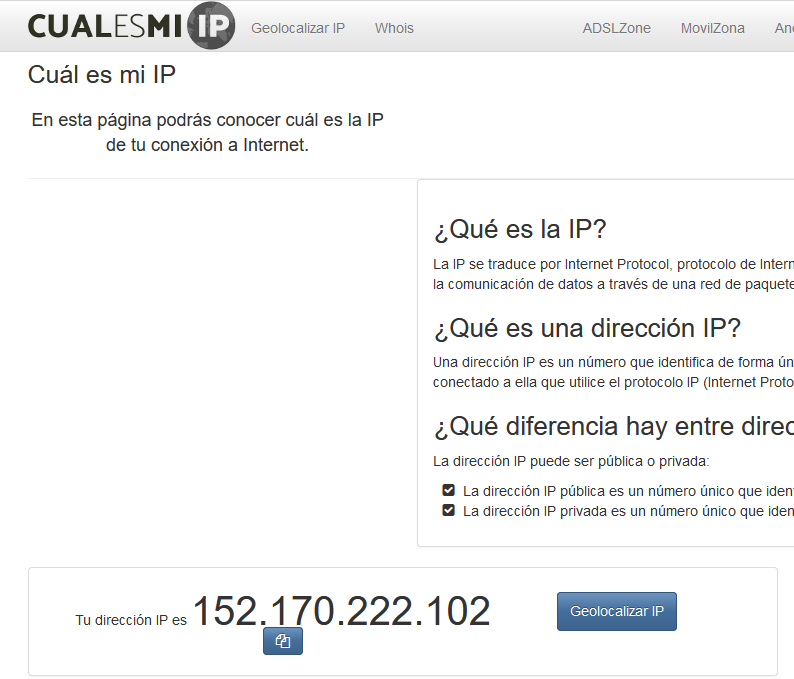 CUALESMI IP
Geolocalizar IP
Whois
ADSLZone
MovilZona
Cuál es mi IP
En esta página podrás conocer cuál es la IP
de tu conexión a Internet.
¿Qué es la IP?
La IP se traduce por Internet Protocol, protocolo de Intern
la comunicación de datos a través de una red de paquete
¿Qué es una dirección IP?
Una dirección IP es un número que identifica de forma ún
conectado a ella que utilice el protocolo IP (Internet Proto
¿Qué diferencia hay entre direc
La dirección IP puede ser pública o privada:
La dirección IP pública es un número único que iden
La dirección IP privada es un número único que iden
Tu dirección IP es 152.170.222.102
Geolocalizar IP